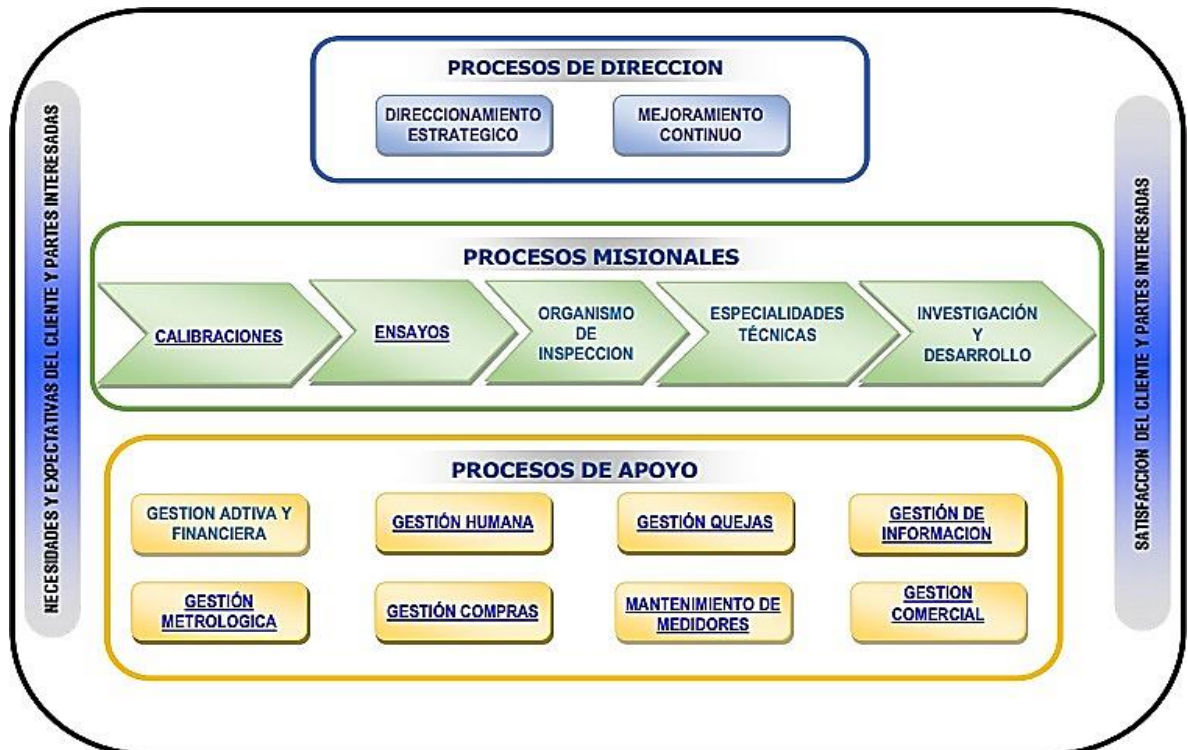 PROCESOS DE DIRECCION
DIRECCIONAMIENTO
ESTRATEGICO
MEJORAMIENTO
CONTINUO
NECESIDADES Y EXPECTATIVAS DEL CLIENTE Y PARTES INTERESADAS
PROCESOS MISIONALES
CALIBRACIONES
ENSAYOS
ORGANISMO
DE
INSPECCION
ESPECIALIDADES
TÉCNICAS
INVESTIGACIÓN
Y
DESARROLLO
SATISFACCION DEL CLIENTE Y PARTES INTERESADAS
PROCESOS DE APOYO
GESTION ADTIVA Y
FINANCIERA
GESTIÓN HUMANA
GESTIÓN QUEJAS
GESTIÓN DE
INFORMACION
GESTIÓN
METROLOGICA
GESTIÓN COMPRAS
MANTENIMIENTO DE
MEDIDORES
GESTION
COMERCIAL